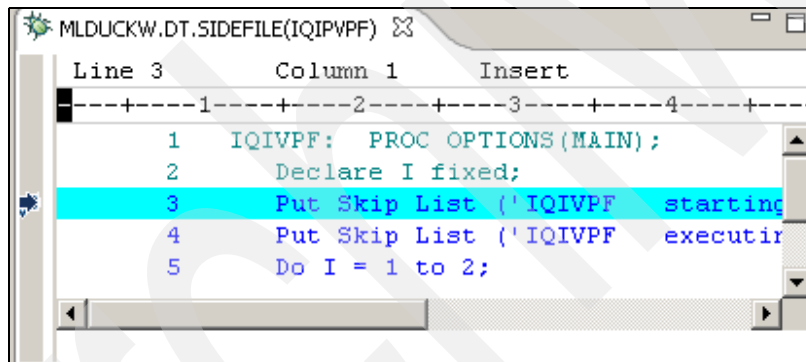 MLDUCKW.DT.SIDEFILE(IQIPVPF)
Line 3 Column 1 Insert
----+----1----+----2----+----3----+----4----+---
1 IQIVPF: PROC OPTIONS(MAIN);
2 Declare I fixed;
3 Put Skip List ('IQIVPF starting
4 Put Skip List ('IQIVPF
5 Do I = 1 to 2;